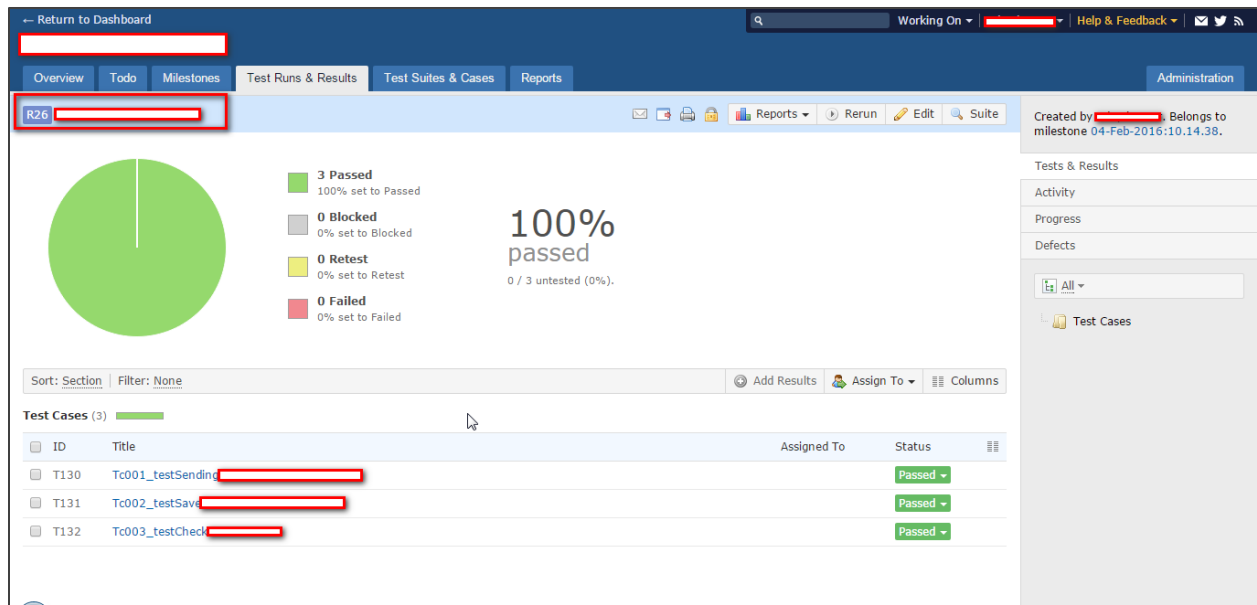 ← Return to Dashboard
Working On
Help & Feedback
Overview Todo Milestones Test Runs & Results Test Suites & Cases Reports Administration
R26
Reports Rerun Edit Suite
Created by . Belongs to
milestone 04-Feb-2016:10.14.38.
Tests & Results
Activity
Progress
Defects
All
Test Cases
3 Passed
100% set to Passed
0 Blocked
0% set to Blocked
0 Retest
0% set to Retest
0 Failed
0% set to Failed
100%
passed
0 / 3 untested (0%).
Sort: Section Filter: None Add Results Assign To Columns
Test Cases (3)
ID Title Assigned To Status
T130 Tc001_testSending Passed
T131 Tc002_testSave Passed
T132 Tc003_testCheck Passed